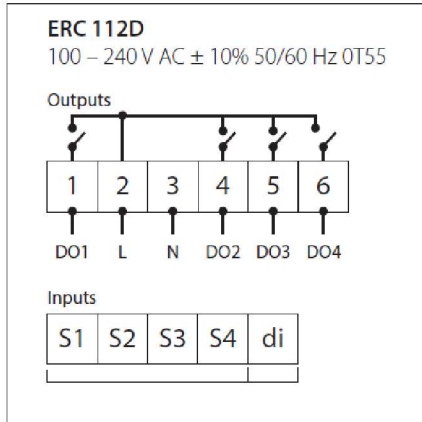 ERC 112D
100 – 240 V AC ± 10% 50/60 Hz 0T55
Outputs
1 2 3 4 5 6
DO1 L N DO2 DO3 DO4
Inputs
S1 S2 S3 S4 di